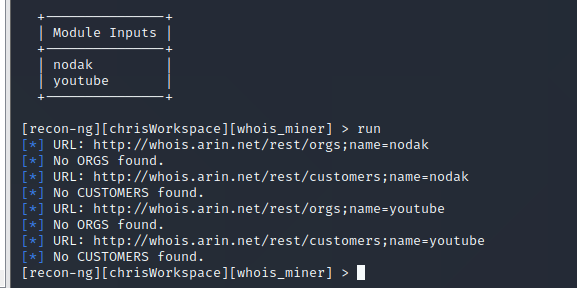 Module Inputs
nodak
youtube
[recon-ng][chrisWorkspace][whois_miner] > run
[*] URL: http://whois.arin.net/rest/orgs;name=nodak
[*] No ORGS found.
[*] URL: http://whois.arin.net/rest/customers;name=nodak
[*] No CUSTOMERS found.
[*] URL: http://whois.arin.net/rest/orgs;name=youtube
[*] No ORGS found.
[*] URL: http://whois.arin.net/rest/customers;name=youtube
[*] No CUSTOMERS found.
[recon-ng][chrisWorkspace][whois_miner] >